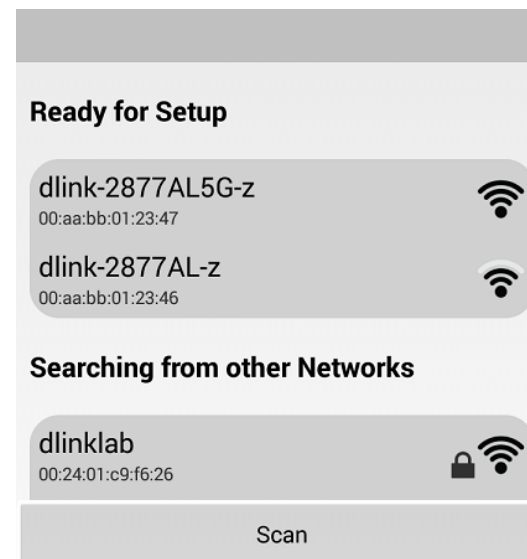 Ready for Setup
dlink-2877AL5G-z
00:aa:bb:01:23:47
dlink-2877AL-z
00:aa:bb:01:23:46
Searching from other Networks
dlinklab
00:24:01:c9:f6:26
Scan